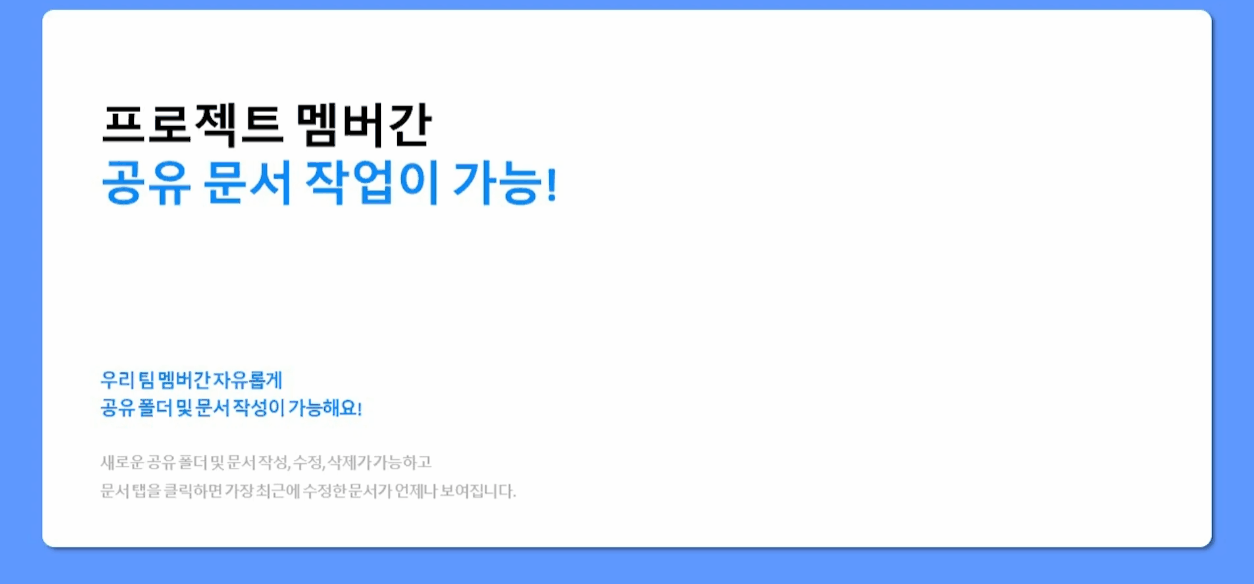 프로젝트 멤버간
공유 문서 작업이 가능!
우리 팀 멤버간 자유롭게
공유 폴더 및 문서 작성이 가능해요!
새로운 공유 폴더 및 문서 작성, 수정, 삭제가 가능하고
문서 탭을 클릭하면 가장 최근에 수정한 문서가 언제나 보여집니다.